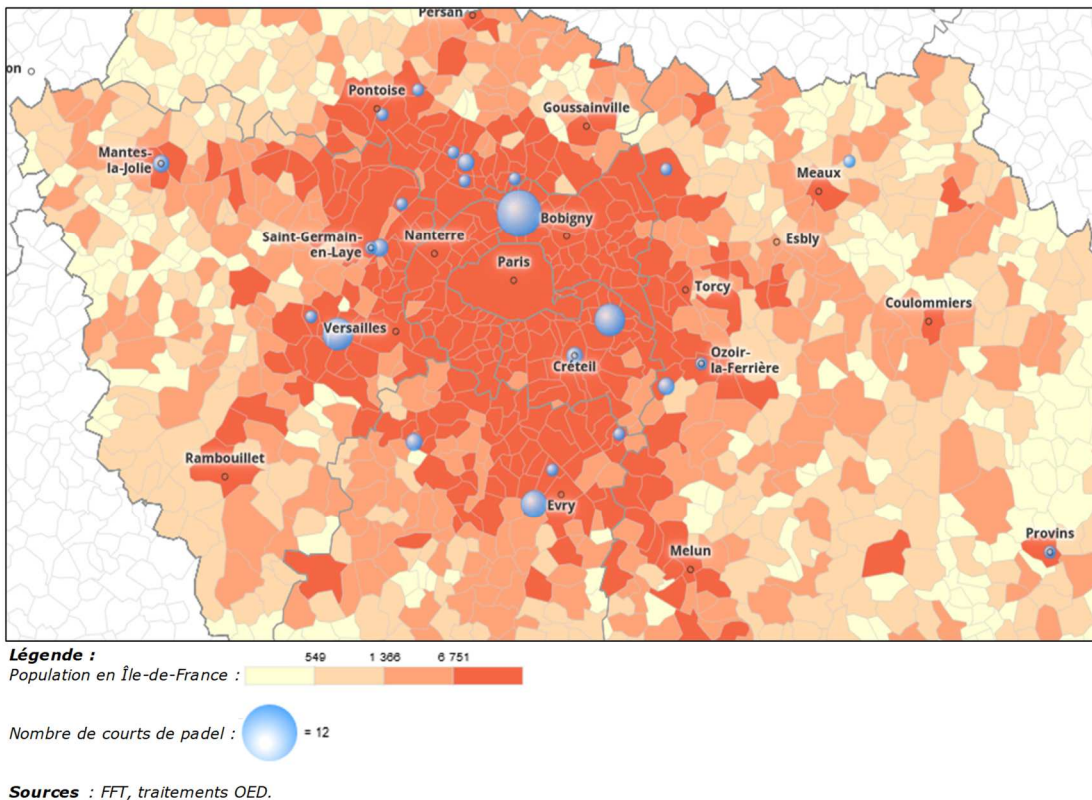 Persan
on
Pontoise
Goussainville
Mantes-
la-Jolie
Meaux
Saint-Germain-
en-Laye
Nanterre
Bobigny
Esbly
Paris
Torcy
Coulommiers
Versailles
Créteil
Ozoir-
la-Ferrière
Rambouillet
Evry
Melun
Provins
Légende :
549 1 366 6 751
Population en Île-de-France :
Nombre de courts de padel : = 12
Sources : FFT, traitements OED.